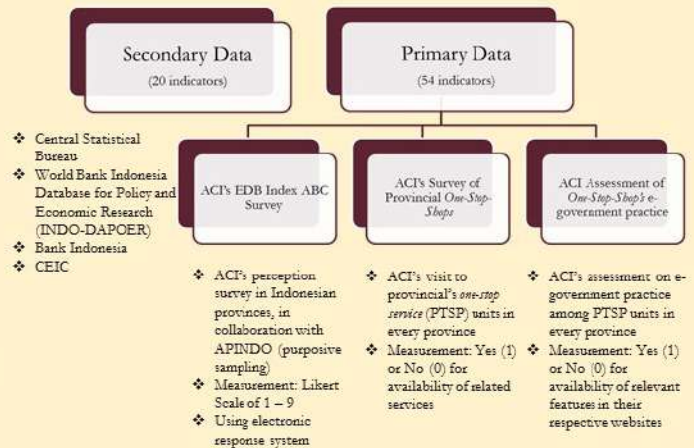 Secondary Data
(20 indicators)
Primary Data
(54 indicators)
❖ Central Statistical
Bureau
❖ World Bank Indonesia
Database for Policy and
Economic Research
(INDO-DAPOER)
❖ Bank Indonesia
❖ CEIC
ACI's EDB Index ABC
Survey
ACI's Survey of
Provincial One-Stop-
Shops
ACI Assessment of
One-Stop-Shop's e-
government practice
❖ ACI's perception
survey in Indonesian
provinces, in
collaboration with
APINDO (purposive
sampling)
❖ Measurement: Likert
Scale of 1 – 9
❖ Using electronic
response system
❖ ACI's visit to
provincial's one-stop
service (PTSP) units in
every province
❖ Measurement: Yes (1)
or No (0) for
availability of related
services
❖ ACI's assessment on e-
government practice
among PTSP units in
every province
❖ Measurement: Yes (1)
or No (0) for
availability of relevant
features in their
respective websites